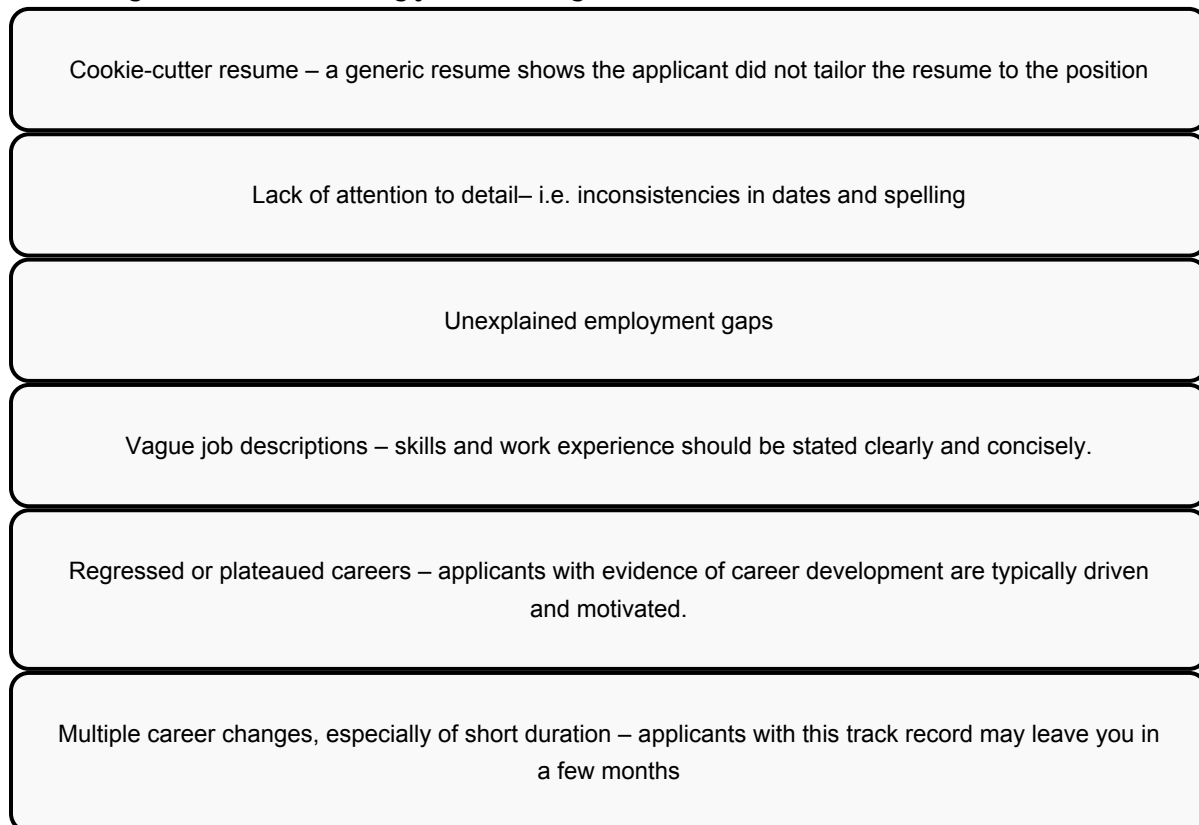 Cookie-cutter resume – a generic resume shows the applicant did not tailor the resume to the position
Lack of attention to detail– i.e. inconsistencies in dates and spelling
Unexplained employment gaps
Vague job descriptions – skills and work experience should be stated clearly and concisely.
Regressed or plateaued careers – applicants with evidence of career development are typically driven
and motivated.
Multiple career changes, especially of short duration – applicants with this track record may leave you in
a few months